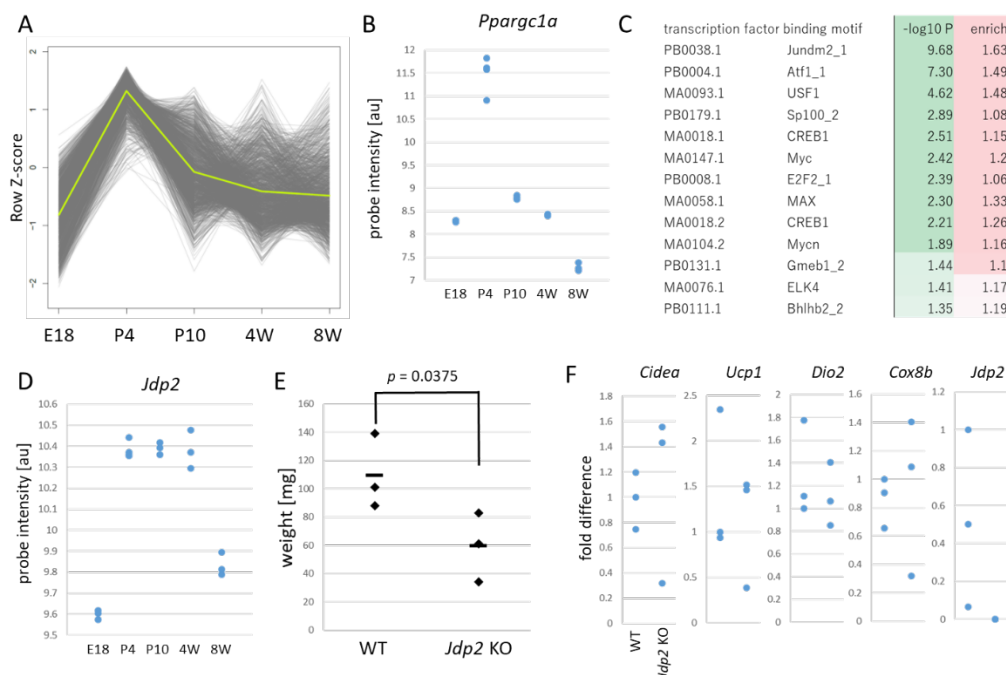 A
Row Z-score
2
1
0
−1
−2
E18 P4 P10 4W 8W
B
Ppargc1a
probe intensity [au]
12
11.5
11
10.5
10
9.5
9
8.5
8
7.5
7
E18 P4 P10 4W 8W
C
transcription factor binding motif -log10 P enrich
PB0038.1 Jundm2_1 9.68 1.63
PB0004.1 Atf1_1 7.30 1.49
MA0093.1 USF1 4.62 1.48
PB0179.1 Sp100_2 2.89 1.08
MA0018.1 CREB1 2.51 1.15
MA0147.1 Myc 2.42 1.2
PB0008.1 E2F2_1 2.39 1.06
MA0058.1 MAX 2.30 1.33
MA0018.2 CREB1 2.21 1.26
MA0104.2 Mycn 1.89 1.16
PB0131.1 Gmeb1_2 1.44 1.1
MA0076.1 ELK4 1.41 1.17
PB0111.1 Bhlhb2_2 1.35 1.19
D
Jdp2
probe intensity [au]
10.6
10.5
10.4
10.3
10.2
10.1
10
9.9
9.8
9.7
9.6
9.5
E18 P4 P10 4W 8W
E
p = 0.0375
weight [mg]
160
140
120
100
80
60
40
20
0
WT Jdp2 KO
F
Cidea Ucp1 Dio2 Cox8b Jdp2
fold difference
1.8
1.6
1.4
1.2
1
0.8
0.6
0.4
0.2
0
WT
Jdp2 KO
2.5
2
1.5
1
0.5
0
2
1.8
1.6
1.4
1.2
1
0.8
0.6
0.4
0.2
0
1.6
1.4
1.2
1
0.8
0.6
0.4
0.2
0
1.2
1
0.8
0.6
0.4
0.2
0